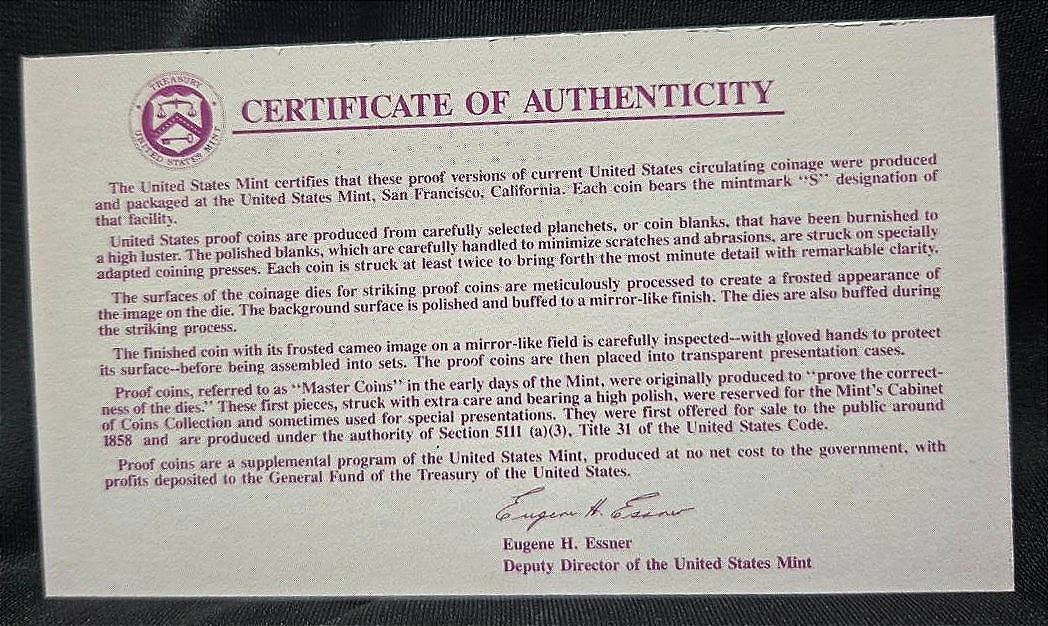 TREASURY
UNITED STATES MINT
CERTIFICATE OF AUTHENTICITY
The United States Mint certifies that these proof versions of current United States circulating coinage were produced
and packaged at the United States Mint, San Francisco, California. Each coin bears the mintmark "S" designation of
that facility.
United States proof coins are produced from carefully selected planchets, or coin blanks, that have been burnished to
a high luster. The polished blanks, which are carefully handled to minimize scratches and abrasions, are struck on specially
adapted coining presses. Each coin is struck at least twice to bring forth the most minute detail with remarkable clarity.
The surfaces of the coinage dies for striking proof coins are meticulously processed to create a frosted appearance of
the image on the die. The background surface is polished and buffed to a mirror-like finish. The dies are also buffed during
the striking process.
The finished coin with its frosted cameo image on a mirror-like field is carefully inspected--with gloved hands to protect
its surface--before being assembled into sets. The proof coins are then placed into transparent presentation cases.
Proof coins, referred to as "Master Coins" in the early days of the Mint, were originally produced to "prove the correct-
ness of the dies." These first pieces, struck with extra care and bearing a high polish, were reserved for the Mint's Cabinet
of Coins Collection and sometimes used for special presentations. They were first offered for sale to the public around
1858 and are produced under the authority of Section 5111 (a)(3), Title 31 of the United States Code.
Proof coins are a supplemental program of the United States Mint, produced at no net cost to the government, with
profits deposited to the General Fund of the Treasury of the United States.
Eugene H. Essner
Eugene H. Essner
Deputy Director of the United States Mint